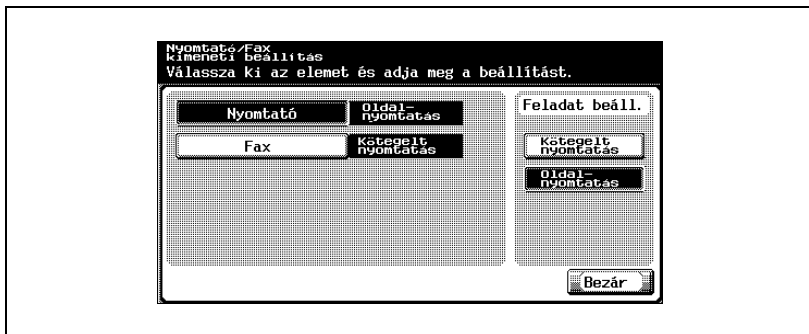 Nyomtató/Fax
kimeneti beállítás
Válassza ki az elemet és adja meg a beállítást.
Nyomtató
Oldal-
nyomtatás
Fax
Kötegelt
nyomtatás
Feladat beáll.
Kötegelt
nyomtatás
Oldal-
nyomtatás
Bezár